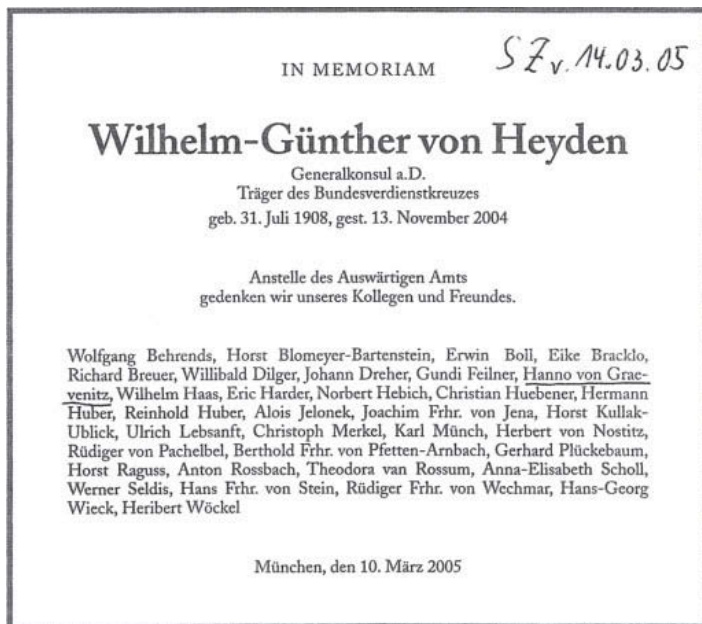 SZ v. 14.03.05
IN MEMORIAM
Wilhelm-Günther von Heyden
Generalkonsul a.D.
Träger des Bundesverdienstkreuzes
geb. 31. Juli 1908, gest. 13. November 2004
Anstelle des Auswärtigen Amts
gedenken wir unseres Kollegen und Freundes.
Wolfgang Behrends, Horst Blomeyer-Bartenstein, Erwin Boll, Eike Bracklo,
Richard Breuer, Willibald Dilger, Johann Dreher, Gundi Feilner, Hanno von Grae-
venitz, Wilhelm Haas, Eric Harder, Norbert Hebich, Christian Huebener, Hermann
Huber, Reinhold Huber, Alois Jelonek, Joachim Frhr. von Jena, Horst Kullak-
Ublick, Ulrich Lebsanft, Christoph Merkel, Karl Münch, Herbert von Nostitz,
Rüdiger von Pachelbel, Berthold Frhr. von Pfetten-Arnbach, Gerhard Plückebaum,
Horst Raguss, Anton Rossbach, Theodora van Rossum, Anna-Elisabeth Scholl,
Werner Seldis, Hans Frhr. von Stein, Rüdiger Frhr. von Wechmar, Hans-Georg
Wieck, Heribert Wöckel
München, den 10. März 2005